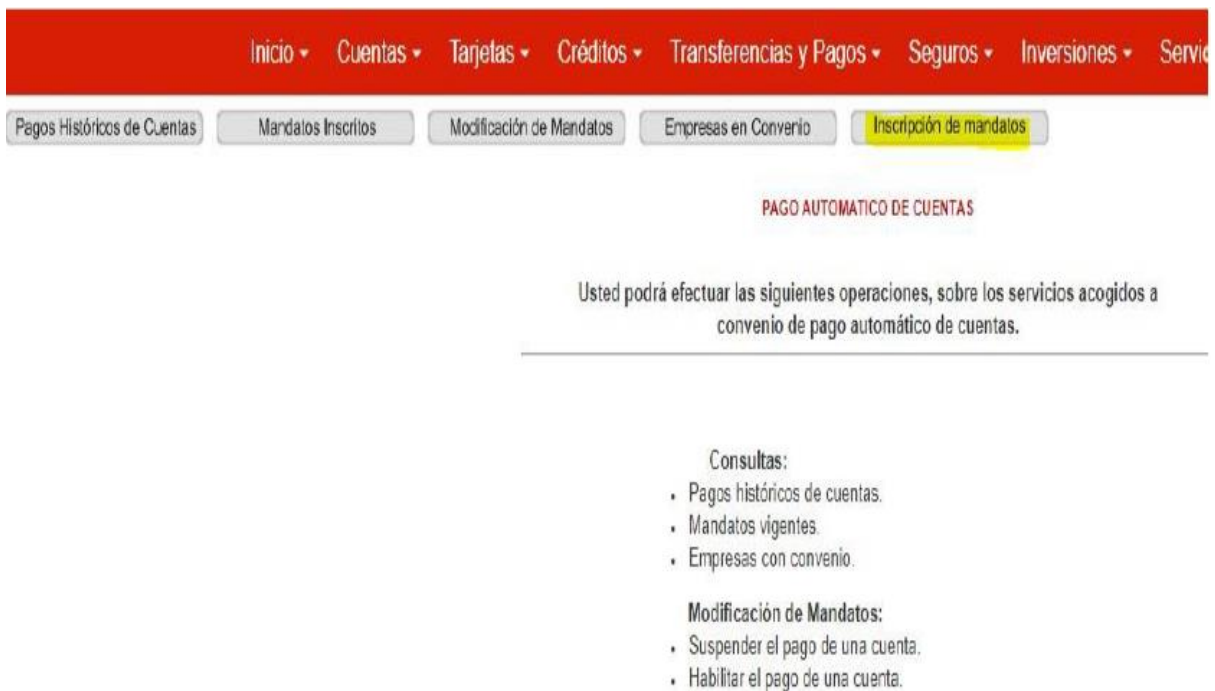 Inicio Cuentas Tarjetas Créditos Transferencias y Pagos Seguros Inversiones
Pagos Históricos de Cuentas Mandatos Inscritos Modificación de Mandatos Empresas en Convenio Inscripción de mandatos
PAGO AUTOMATICO DE CUENTAS
Usted podrá efectuar las siguientes operaciones, sobre los servicios acogidos a
convenio de pago automático de cuentas.
Consultas:
• Pagos históricos de cuentas.
• Mandatos vigentes.
• Empresas con convenio.
Modificación de Mandatos:
• Suspender el pago de una cuenta.
• Habilitar el pago de una cuenta.